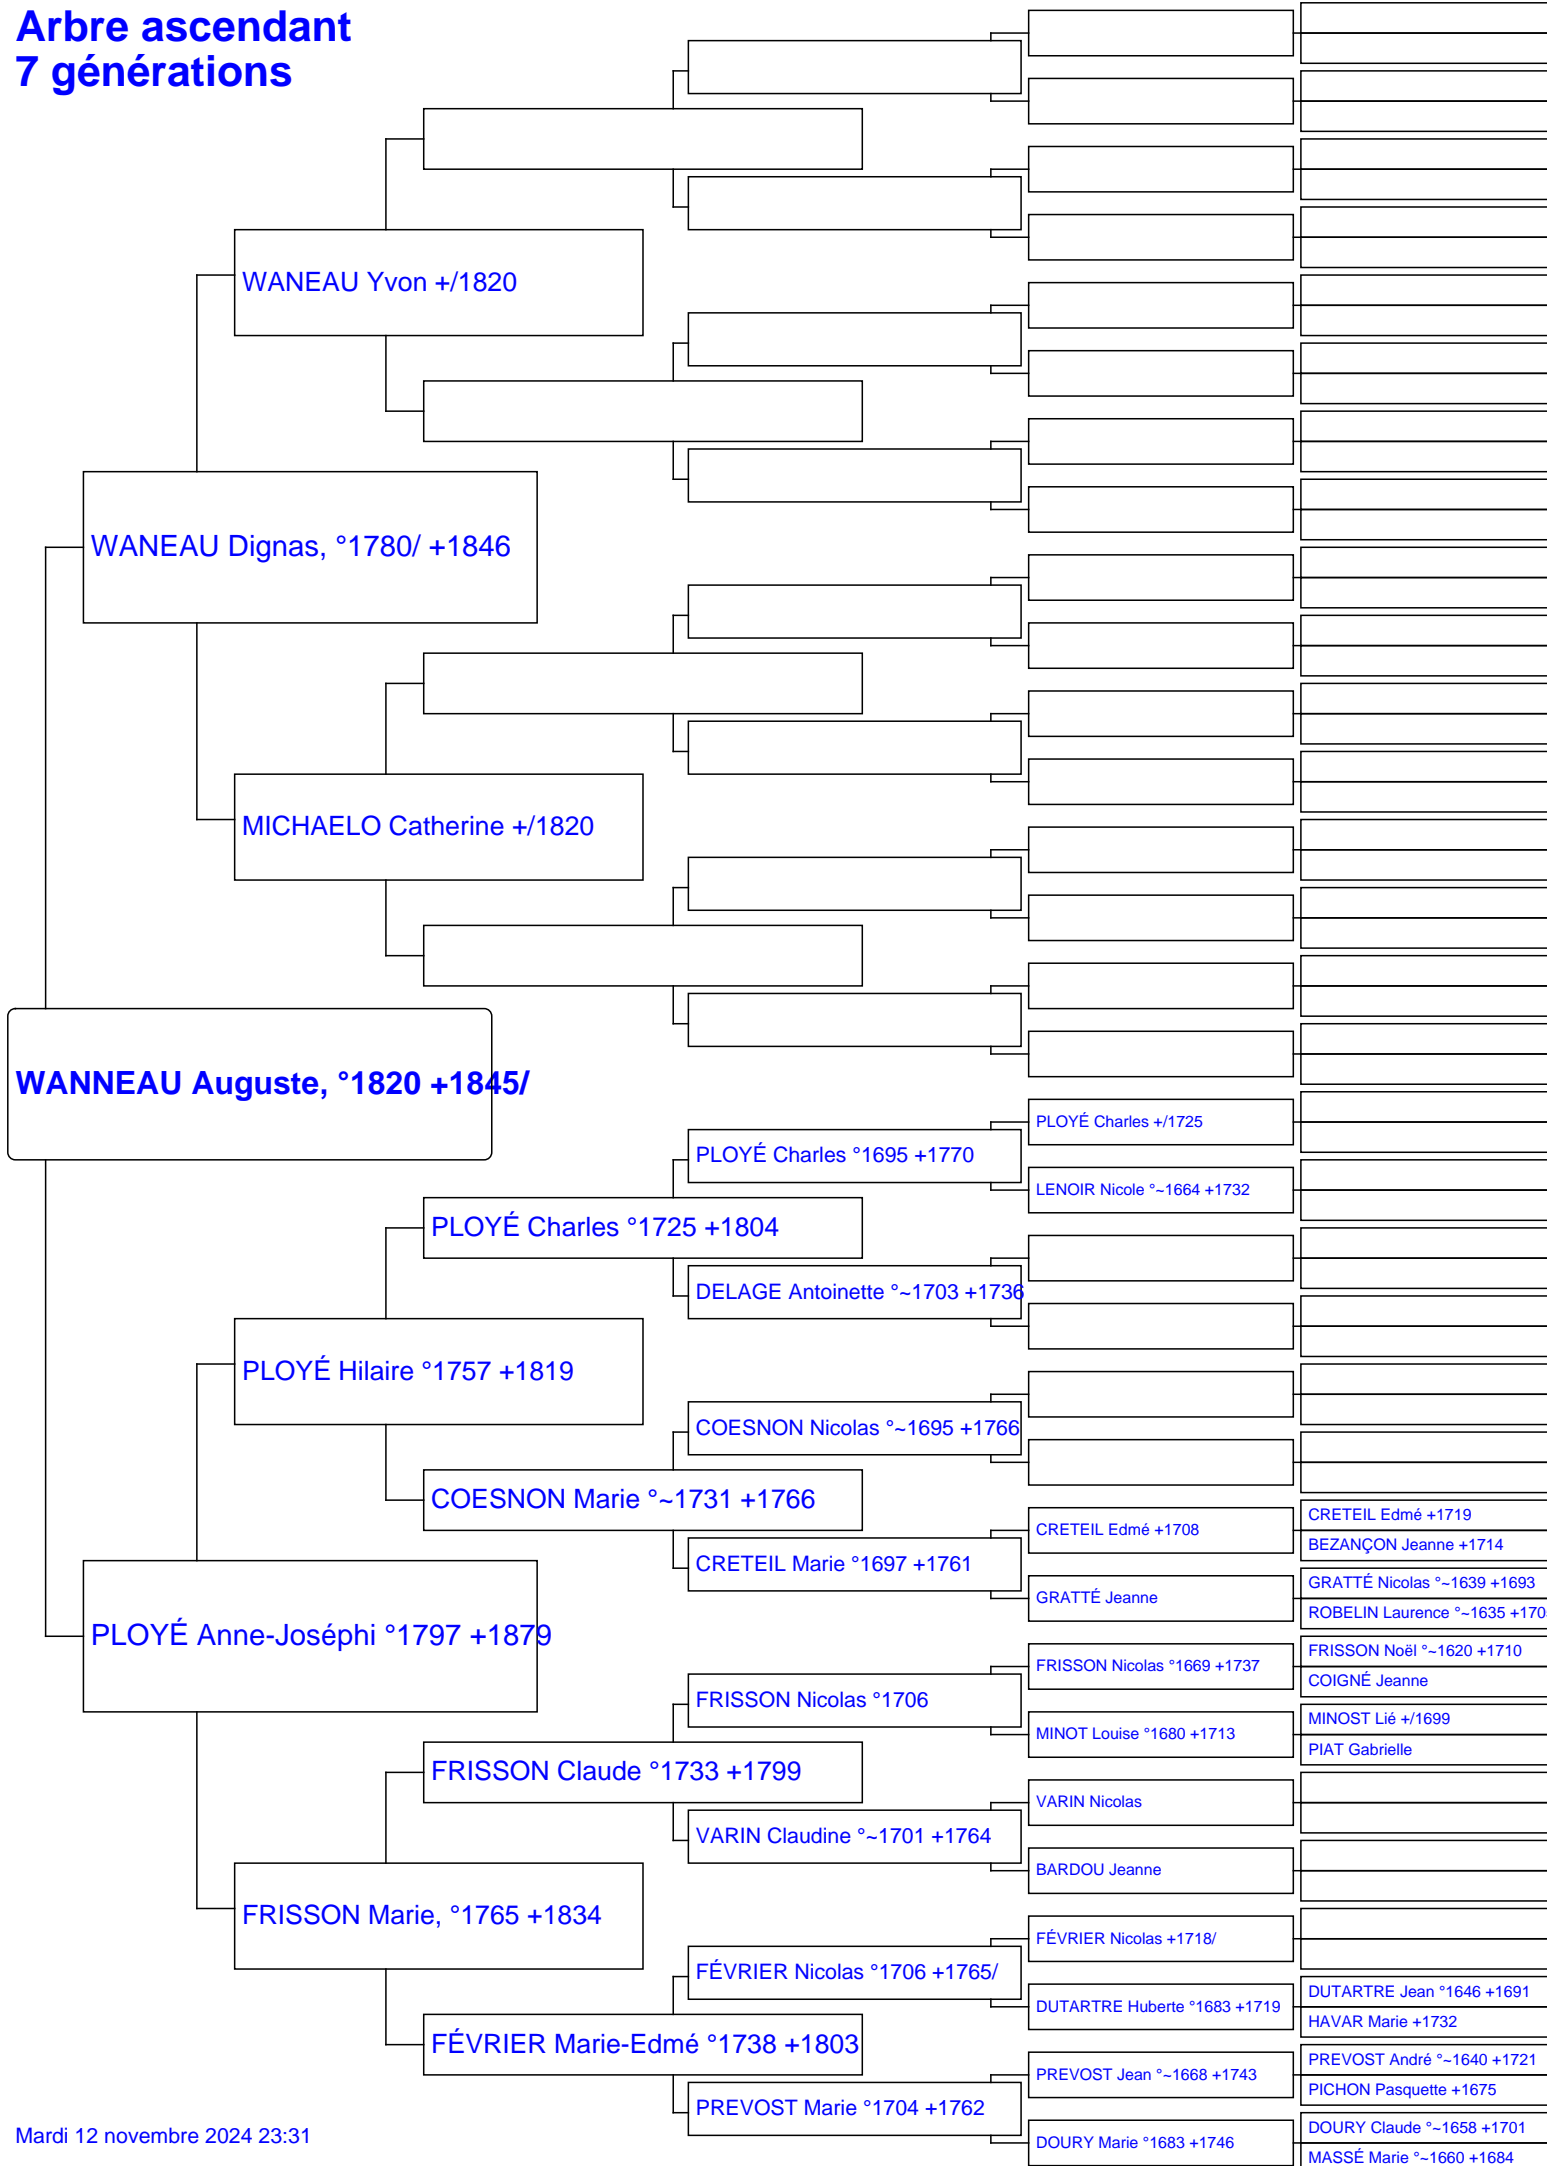 Arbre ascendant
7 générations
WANEAU Yvon +/1820
WANEAU Dignas, °1780/ +1846
MICHAELO Catherine +/1820
WANNEAU Auguste, °1820 +1845/
PLOYÉ Charles +/1725
PLOYÉ Charles °1695 +1770
LENOIR Nicole °~1664 +1732
PLOYÉ Charles °1725 +1804
DELAGE Antoinette °~1703 +1736
PLOYÉ Hilaire °1757 +1819
COESNON Nicolas °~1695 +1766
COESNON Marie °~1731 +1766
CRETEIL Edmé +1719
CRETEIL Edmé +1708
BEZANÇON Jeanne +1714
CRETEIL Marie °1697 +1761
GRATTÉ Nicolas °~1639 +1693
GRATTÉ Jeanne
ROBELIN Laurence °~1635 +170
PLOYÉ Anne-Joséphi °1797 +1879
FRISSON Noël °~1620 +1710
FRISSON Nicolas °1669 +1737
COIGNÉ Jeanne
FRISSON Nicolas °1706
MINOST Lié +/1699
MINOT Louise °1680 +1713
PIAT Gabrielle
FRISSON Claude °1733 +1799
VARIN Nicolas
VARIN Claudine °~1701 +1764
BARDOU Jeanne
FRISSON Marie, °1765 +1834
FÉVRIER Nicolas +1718/
FÉVRIER Nicolas °1706 +1765/
DUTARTRE Jean °1646 +1691
DUTARTRE Huberte °1683 +1719
HAVAR Marie +1732
FÉVRIER Marie-Edmé °1738 +1803
PREVOST André °~1640 +1721
PREVOST Jean °~1668 +1743
PICHON Pasquette +1675
PREVOST Marie °1704 +1762
DOURY Claude °~1658 +1701
DOURY Marie °1683 +1746
MASSÉ Marie °~1660 +1684
Mardi 12 novembre 2024 23:31